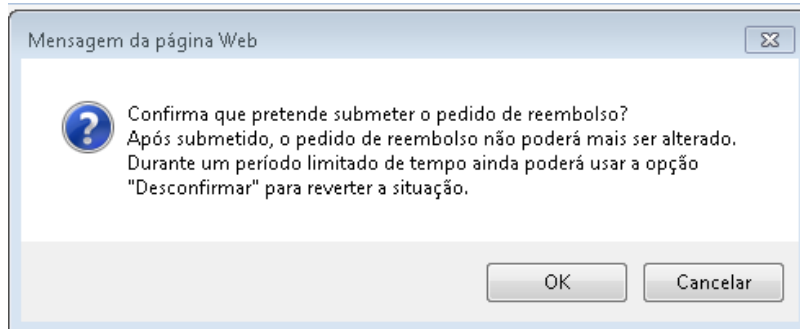 Mensagem da página Web
Confirma que pretende submeter o pedido de reembolso?
Após submetido, o pedido de reembolso não poderá mais ser alterado.
Durante um período limitado de tempo ainda poderá usar a opção
"Desconfirmar" para reverter a situação.
OK
Cancelar